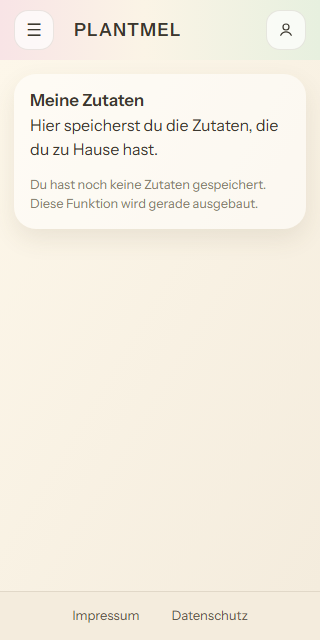 PLANTMEL
Meine Zutaten
Hier speicherst du die Zutaten, die
du zu Hause hast.
Du hast noch keine Zutaten gespeichert.
Diese Funktion wird gerade ausgebaut.
Impressum Datenschutz